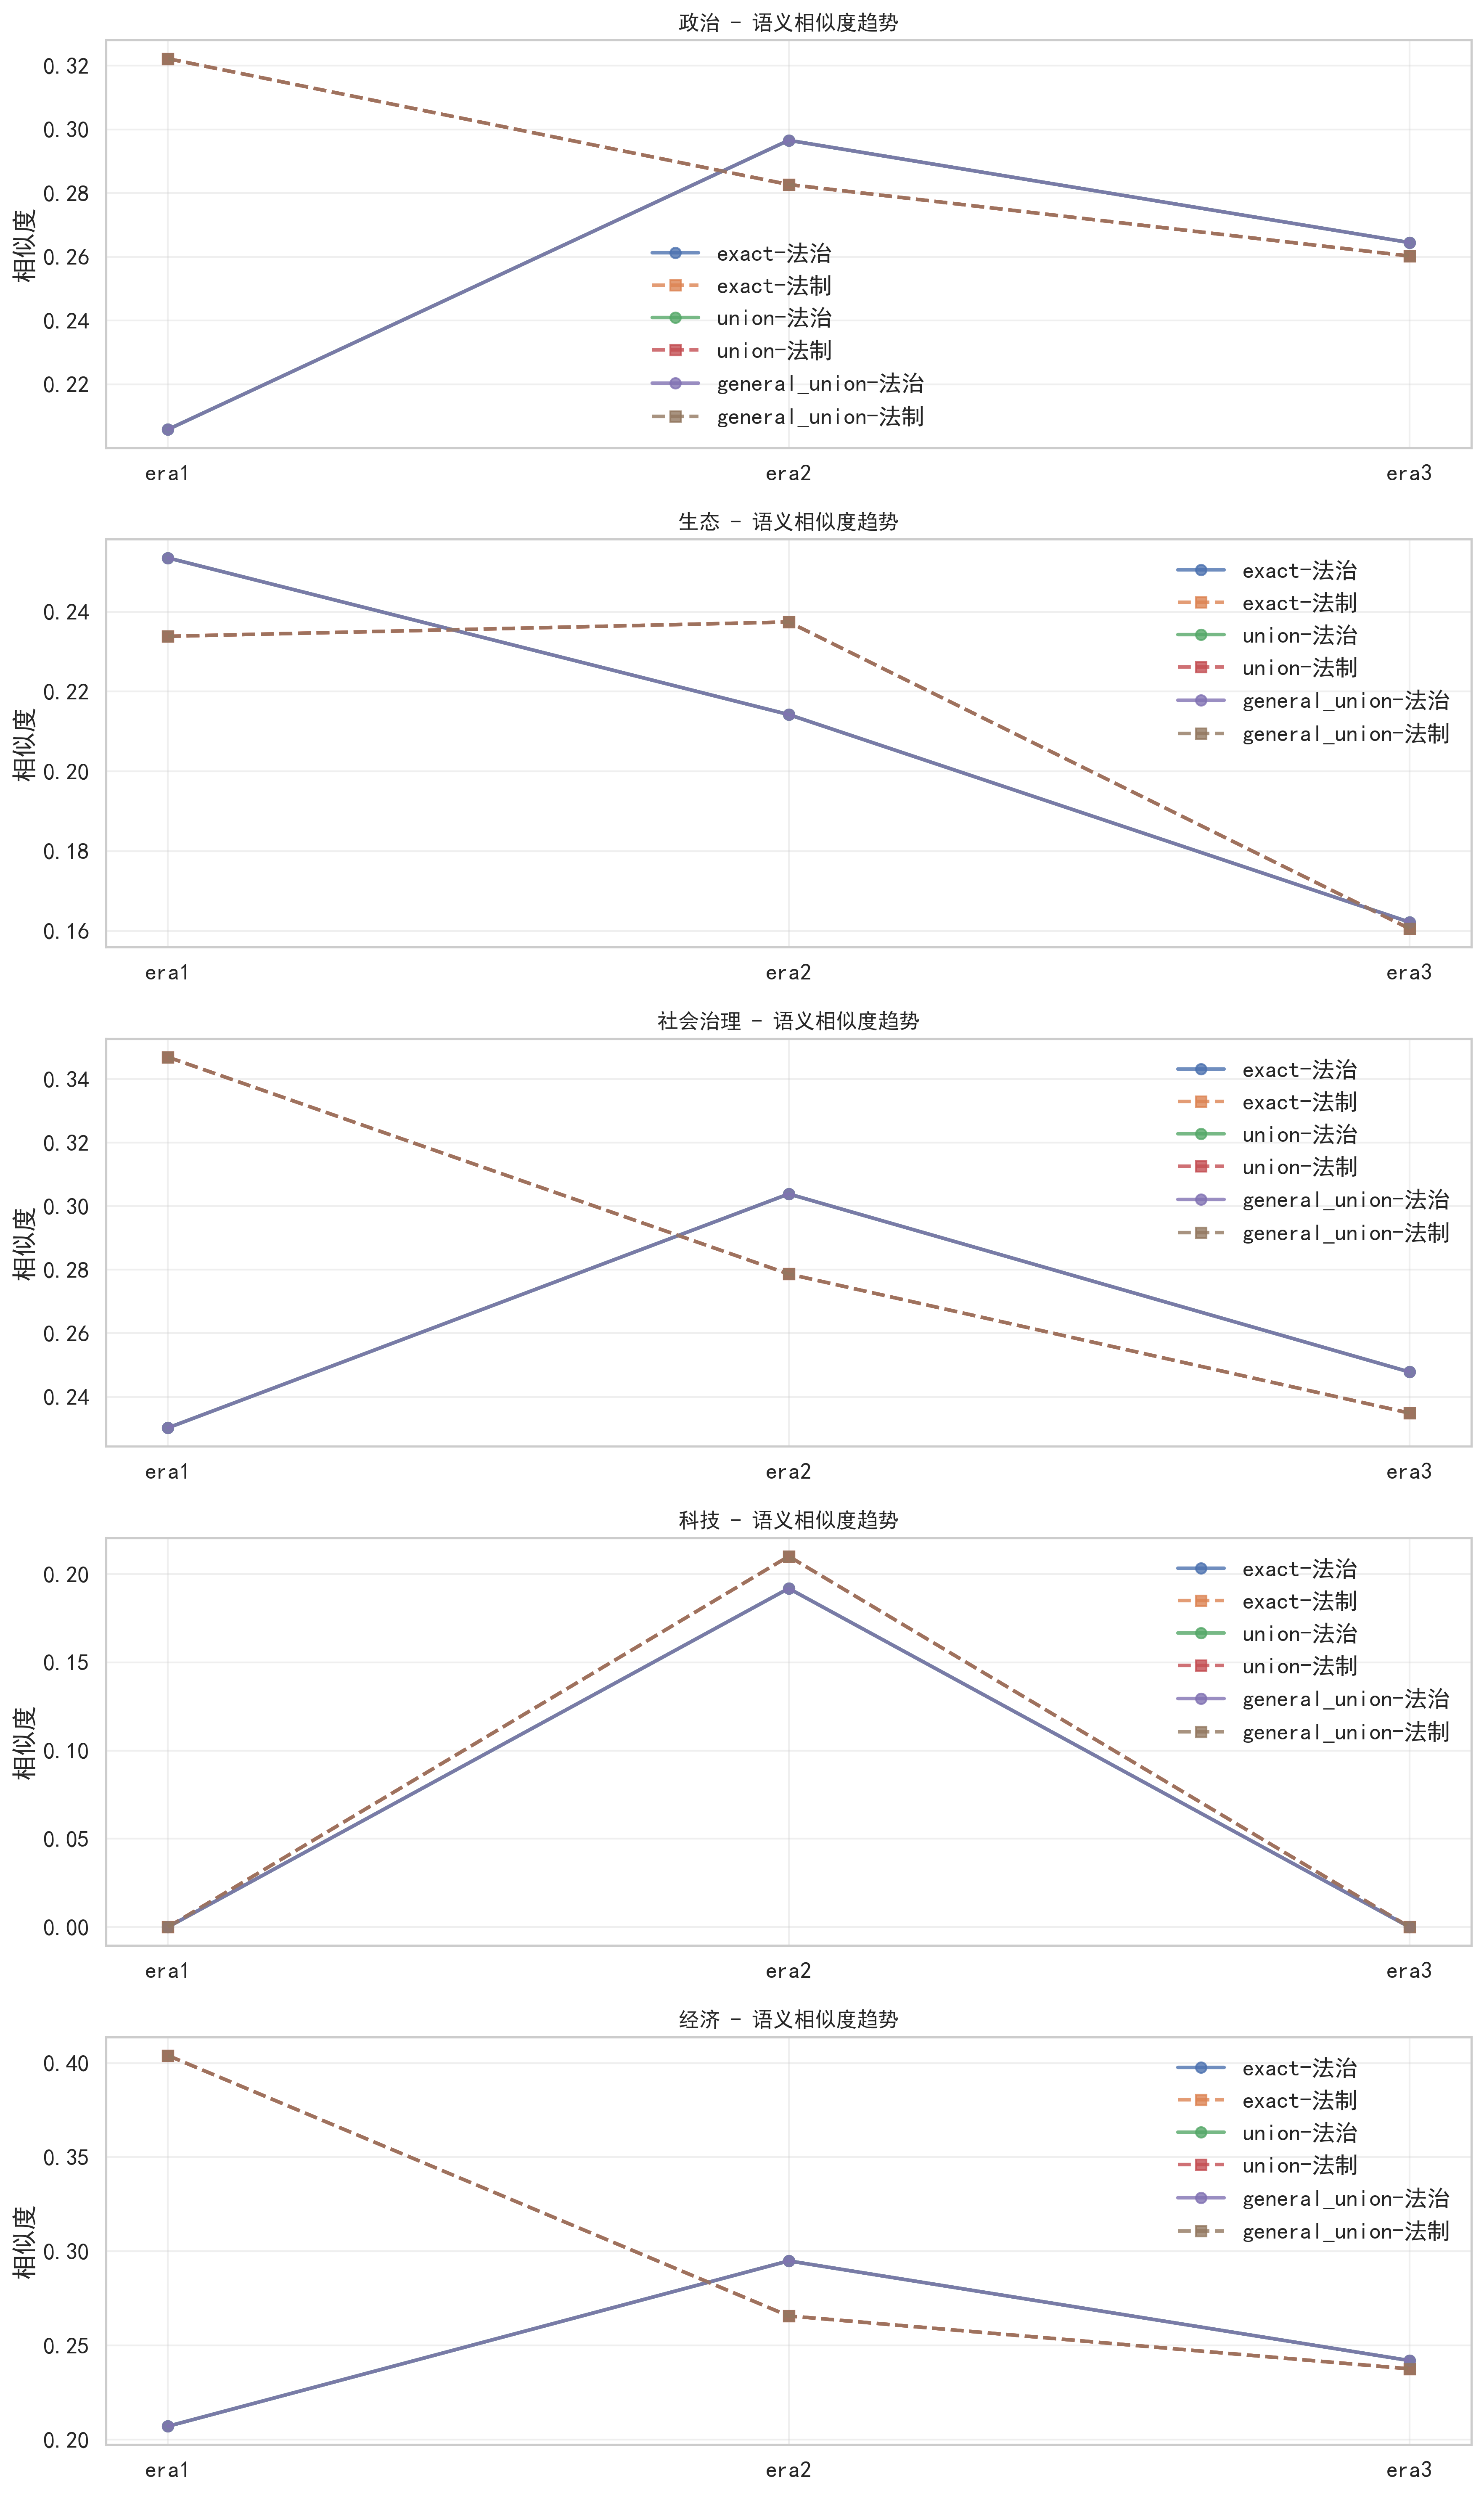 政治 - 语义相似度趋势
相似度
0.32
0.30
0.28
0.26
0.24
0.22
exact-法治
exact-法制
union-法治
union-法制
general_union-法治
general_union-法制
era1
era2
era3
生态 - 语义相似度趋势
相似度
0.24
0.22
0.20
0.18
0.16
exact-法治
exact-法制
union-法治
union-法制
general_union-法治
general_union-法制
era1
era2
era3
社会治理 - 语义相似度趋势
相似度
0.34
0.32
0.30
0.28
0.26
0.24
exact-法治
exact-法制
union-法治
union-法制
general_union-法治
general_union-法制
era1
era2
era3
科技 - 语义相似度趋势
相似度
0.20
0.15
0.10
0.05
0.00
exact-法治
exact-法制
union-法治
union-法制
general_union-法治
general_union-法制
era1
era2
era3
经济 - 语义相似度趋势
相似度
0.40
0.35
0.30
0.25
0.20
exact-法治
exact-法制
union-法治
union-法制
general_union-法治
general_union-法制
era1
era2
era3